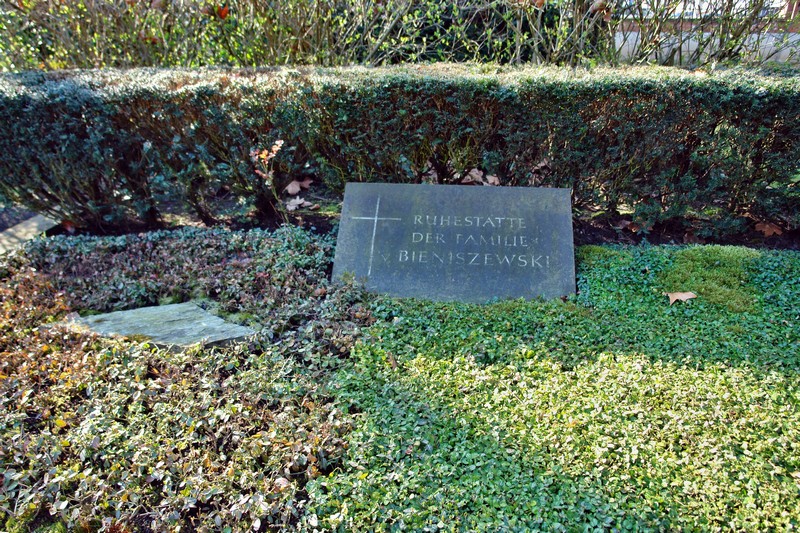 RUHESTÄTTE
DER FAMILIEN
v. BIENISZEWSKI